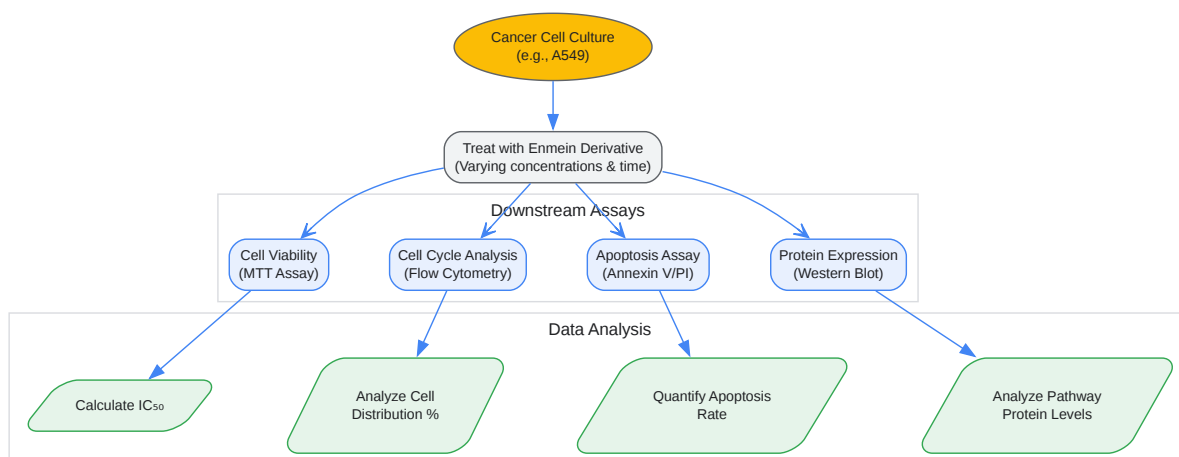 Cancer Cell Culture
(e.g., A549)
Treat with Enmein Derivative
(Varying concentrations & time)
Downstream Assays
Cell Viability
(MTT Assay)
Cell Cycle Analysis
(Flow Cytometry)
Apoptosis Assay
(Annexin V/PI)
Protein Expression
(Western Blot)
Data Analysis
Calculate IC₅₀
Analyze Cell
Distribution %
Quantify Apoptosis
Rate
Analyze Pathway
Protein Levels